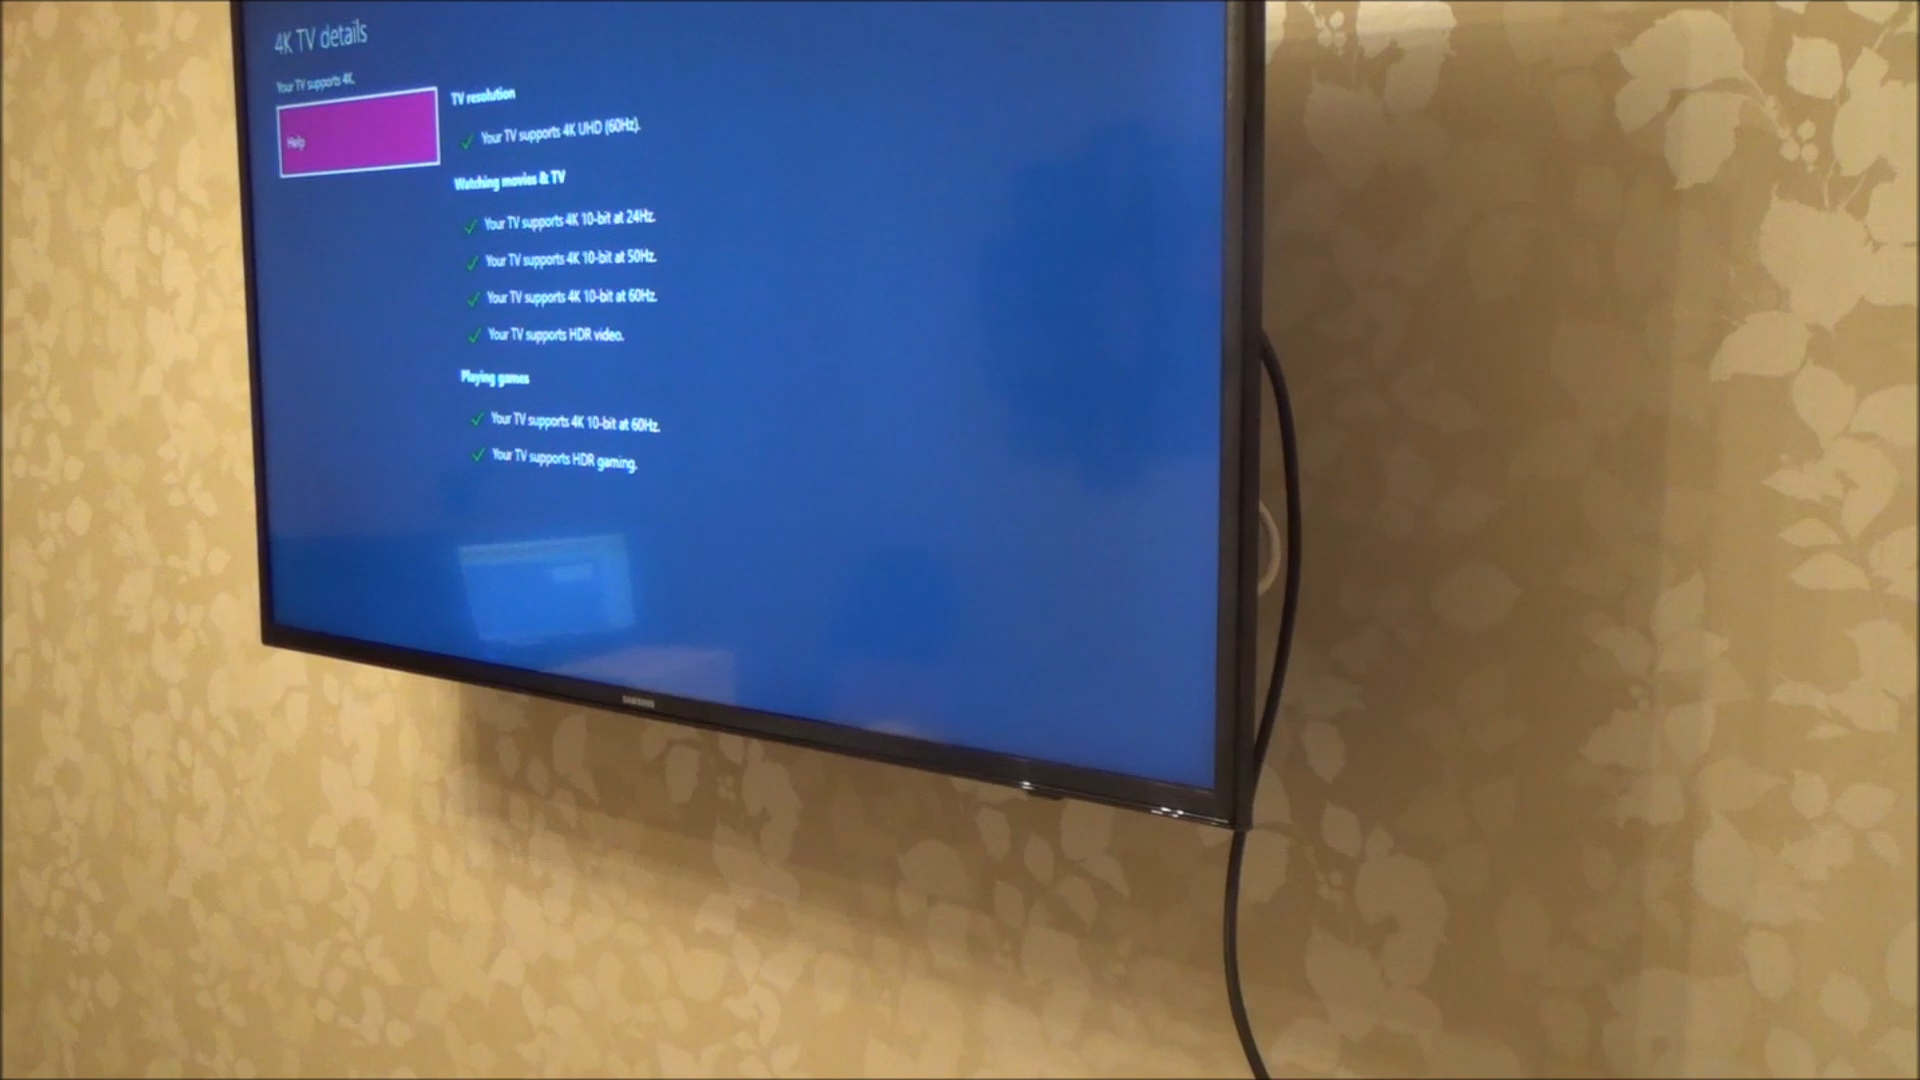 4K TV details
Your TV supports 4K.
Help
TV resolution
Your TV supports 4K UHD (60Hz).
Watching movies & TV
Your TV supports 4K 10-bit at 24Hz.
Your TV supports 4K 10-bit at 50Hz.
Your TV supports 4K 10-bit at 60Hz.
Your TV supports HDR video.
Playing games
Your TV supports 4K 10-bit at 60Hz.
Your TV supports HDR gaming.
SAMSUNG